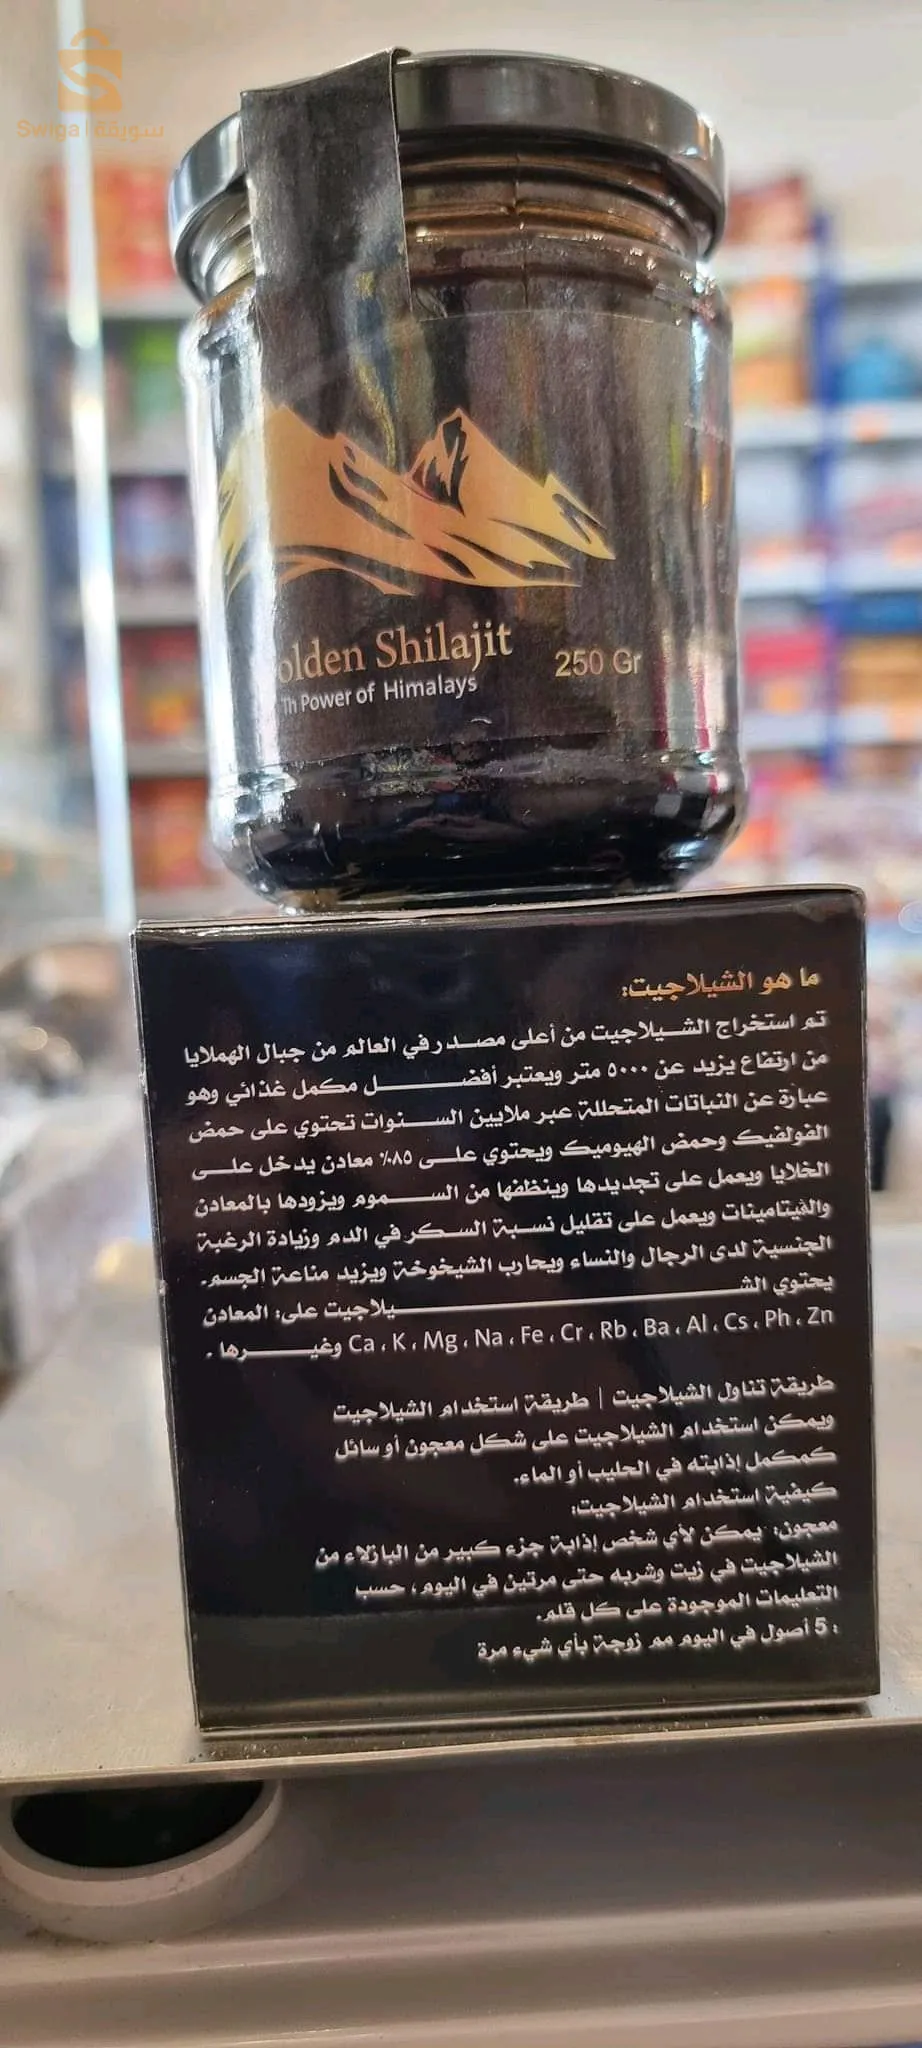 Swiga | سويقة
olden Shilajit
Th Power of Himalays
250 Gr
ما هو الشيلاجيت:
تم استخراج الشيلاجيت من أعلى مصدر في العالم من جبال الهملايا
من ارتفاع يزيد عن ٥٠٠٠ متر ويعتبر أفضل مكمل غذائي وهو
عبارة عن النباتات المتحللة عبر ملايين السنوات تحتوي على حمض
الفولفيك وحمض الهيوميك ويحتوي على ٨٥٪ معادن يدخل على
الخلايا ويعمل على تجديدها وينظفها من السموم ويزودها بالمعادن
والفيتامينات ويعمل على تقليل نسبة السكر في الدم وزيادة الرغبة
الجنسية لدى الرجال والنساء ويحارب الشيخوخة ويزيد مناعة الجسم.
يحتوي الشيلاجيت على: المعادن
Ca ، K ، Mg ، Na ، Fe ، Cr ، Rb ، Ba ، Al ، Cs ، Ph ، Zn وغيرها .
طريقة تناول الشيلاجيت | طريقة استخدام الشيلاجيت
ويمكن استخدام الشيلاجيت على شكل معجون أو سائل
كمكمل إذابته في الحليب أو الماء.
كيفية استخدام الشيلاجيت:
معجون: يمكن لأي شخص إذابة جزء كبير من البازلاء من
الشيلاجيت في زيت وشربه حتى مرتين في اليوم ، حسب
التعليمات الموجودة على كل قلم.
: 5 أصول في اليوم مم زوجة بأي شيء مرة